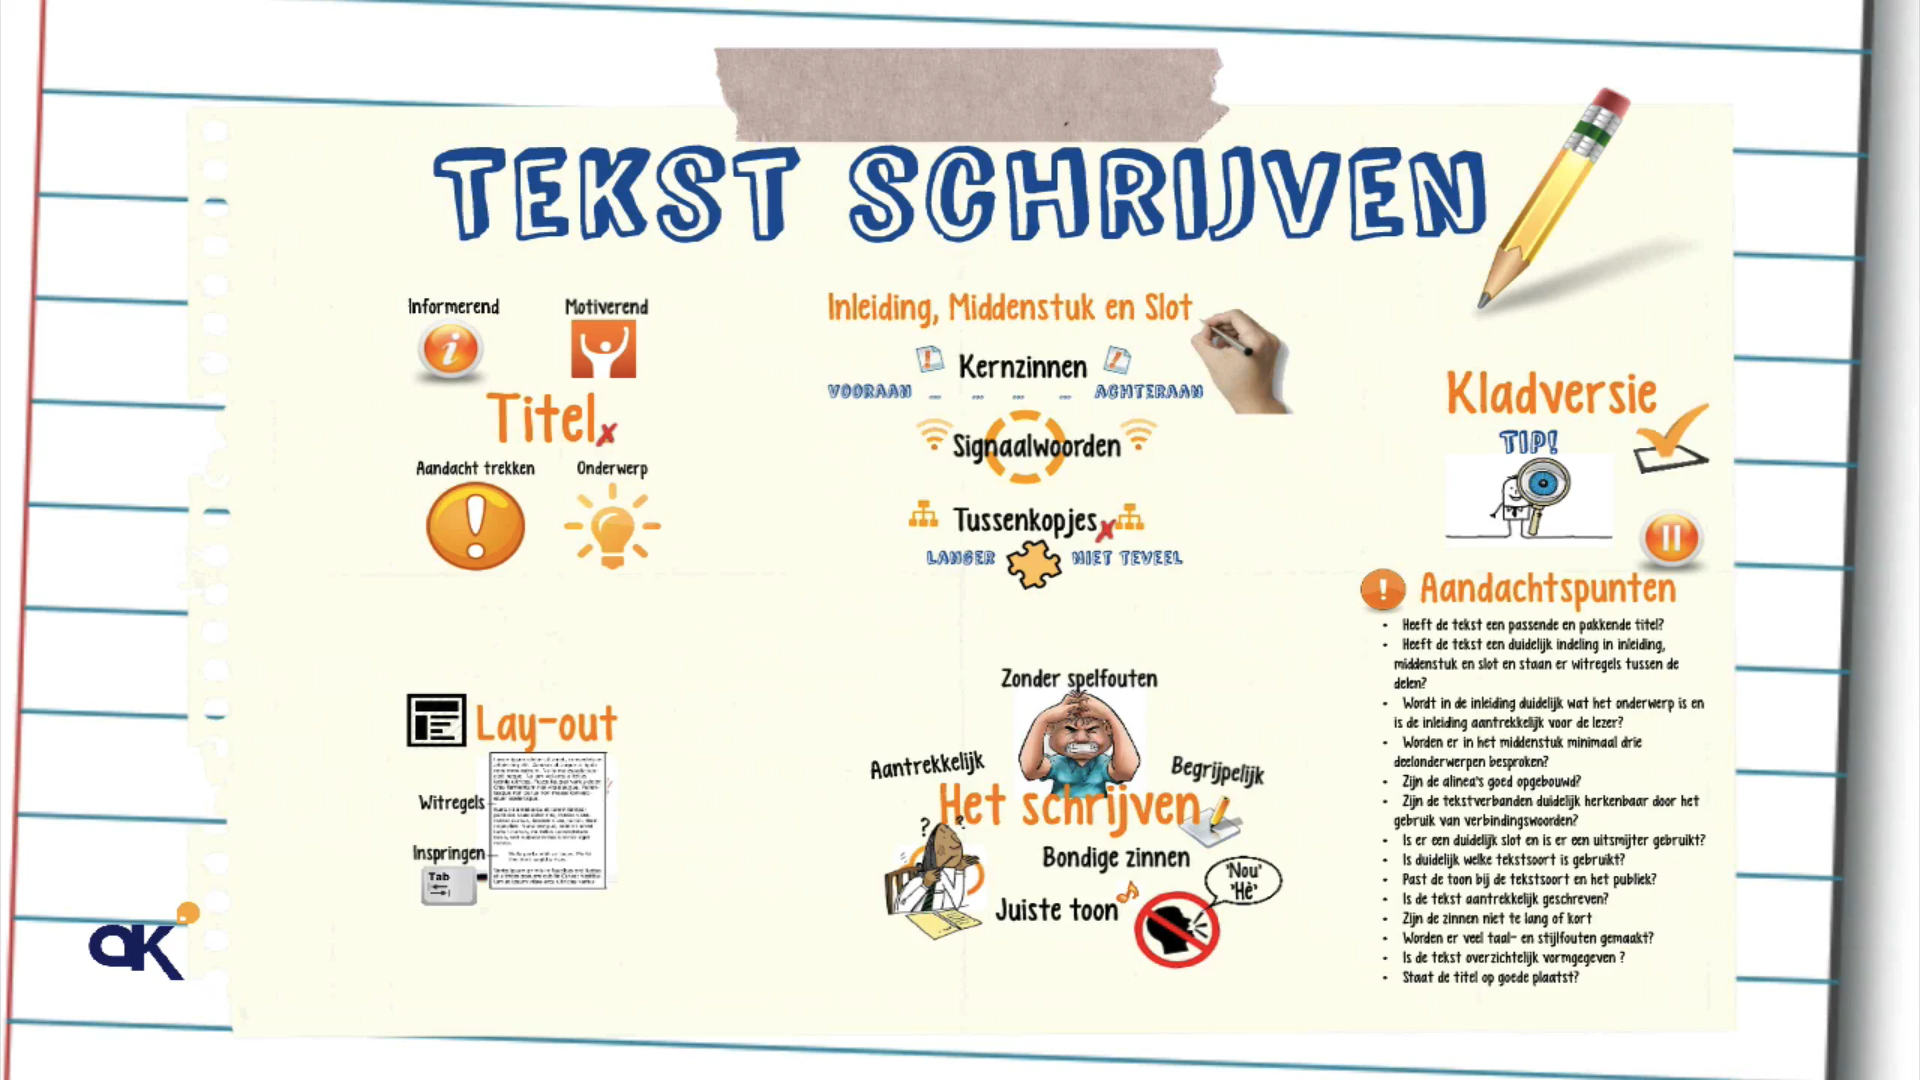 TEKST SCHRIJVEN
Informerend
Motiverend
Titel
Aandacht trekken
Onderwerp
Inleiding, Middenstuk en Slot
Kernzinnen
VOORAAN ... ... ... ... ACHTERAAN
Signaalwoorden
Tussenkopjes
LANGER NIET TEVEEL
Kladversie
TIP!
Aandachtspunten
• Heeft de tekst een passende en pakkende titel?
• Heeft de tekst een duidelijk indeling in inleiding,
middenstuk en slot en staan er witregels tussen de
delen?
• Wordt in de inleiding duidelijk wat het onderwerp is en
is de inleiding aantrekkelijk voor de lezer?
• Worden er in het middenstuk minimaal drie
deelonderwerpen besproken?
• Zijn de alinea's goed opgebouwd?
• Zijn de tekstverbanden duidelijk herkenbaar door het
gebruik van verbindingswoorden?
• Is er een duidelijk slot en is er een uitsmijter gebruikt?
• Is duidelijk welke tekstsoort is gebruikt?
• Past de toon bij de tekstsoort en het publiek?
• Is de tekst aantrekkelijk geschreven?
• Zijn de zinnen niet te lang of kort
• Worden er veel taal- en stijlfouten gemaakt?
• Is de tekst overzichtelijk vormgegeven ?
• Staat de titel op goede plaatst?
Lay-out
Witregels
Inspringen
Tab
Zonder spelfouten
Aantrekkelijk
Begrijpelijk
Het schrijven
? ?
Bondige zinnen
Juiste toon
'Nou'
'Hè'
aK